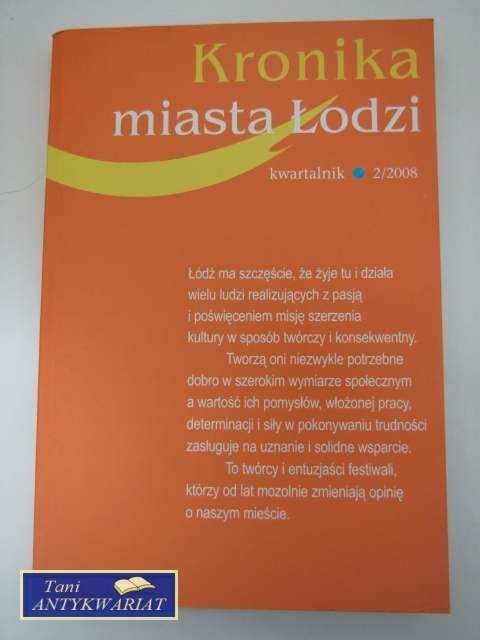 Kronika
miasta Łodzi
kwartalnik • 2/2008
Łódź ma szczęście, że żyje tu i działa
wielu ludzi realizujących z pasją
i poświęceniem misję szerzenia
kultury w sposób twórczy i konsekwentny.
Tworzą oni niezwykle potrzebne
dobro w szerokim wymiarze społecznym
a wartość ich pomysłów, włożonej pracy,
determinacji i siły w pokonywaniu trudności
zasługuje na uznanie i solidne wsparcie.
To twórcy i entuzjaści festiwali,
którzy od lat mozolnie zmieniają opinię
o naszym mieście.
Tani
ANTYKWARIAT